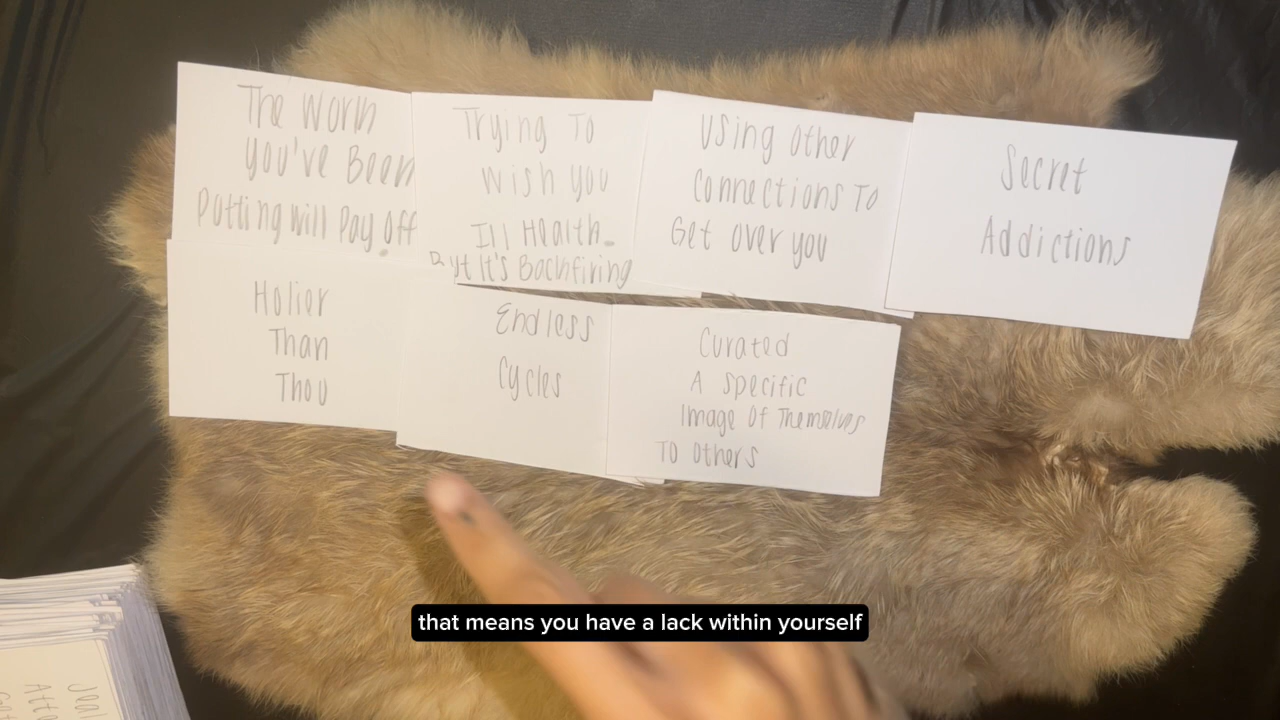 The Work
You've Been
Putting Will Pay Off.
Trying To
Wish You
Ill Health.
But It's Backfiring
Using Other
Connections To
Get Over You
Secret
Addictions
Holier
Than
Thou
Endless
Cycles
Curated
A Specific
Image Of Themselves
To Others
that means you have a lack within yourself